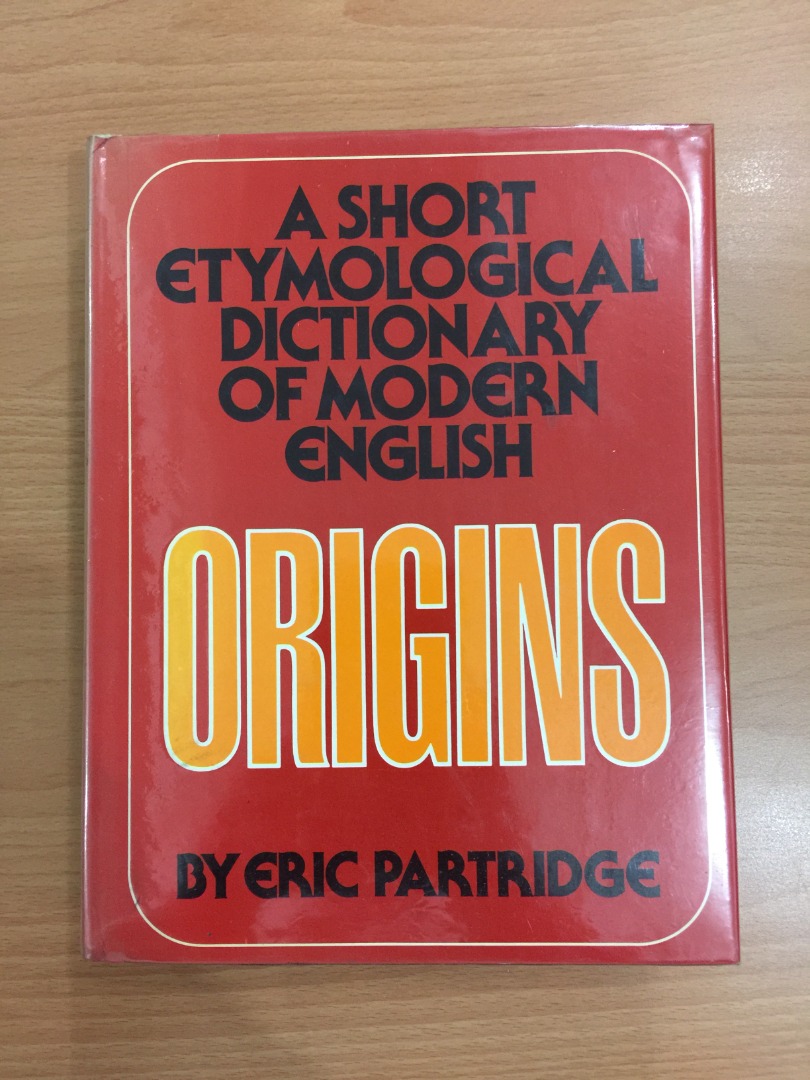 A SHORT
ETYMOLOGICAL
DICTIONARY
OF MODERN
ENGLISH
ORIGINS
BY ERIC PARTRIDGE